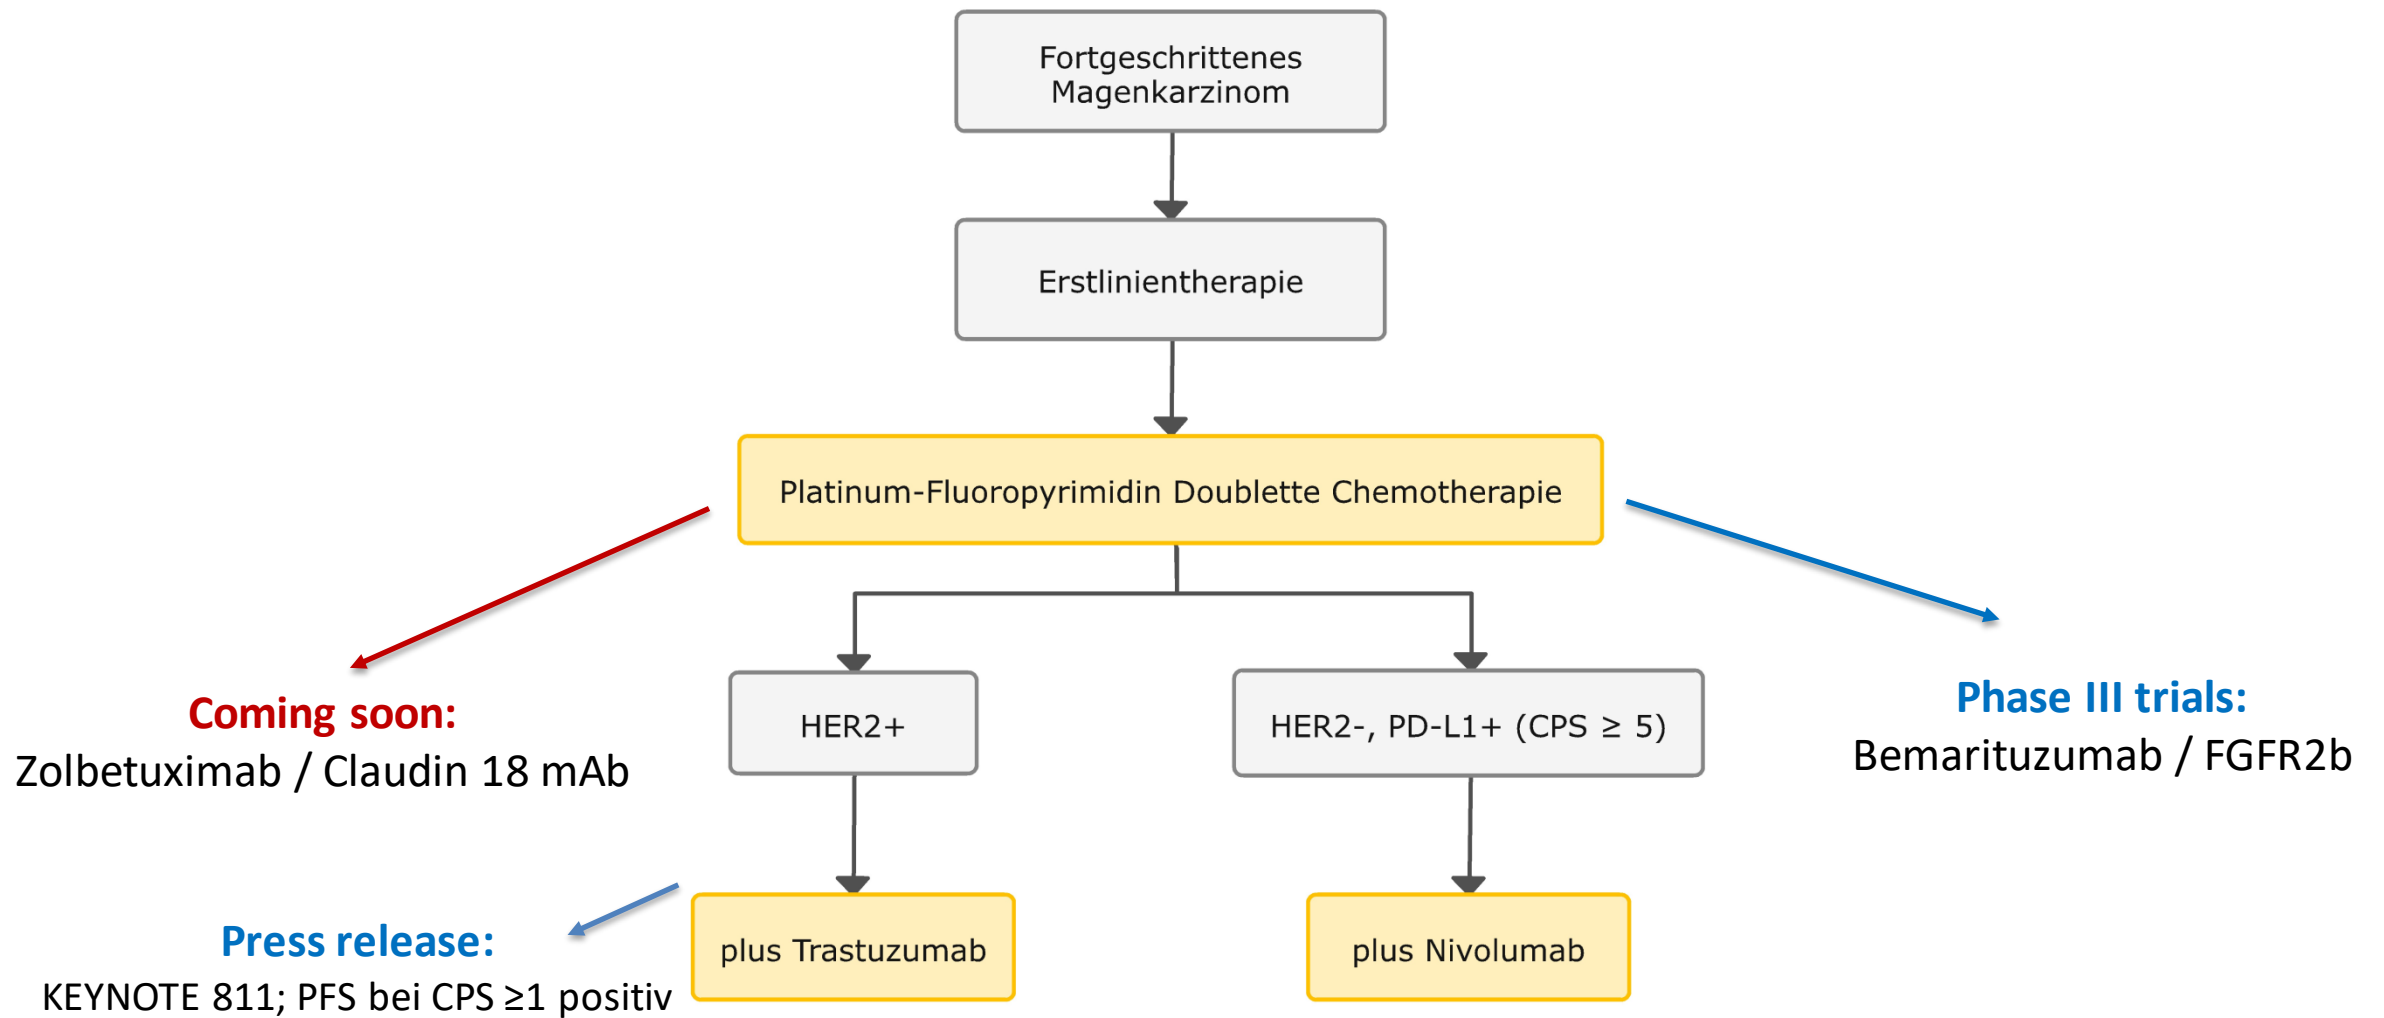 Fortgeschrittenes
Magenkarzinom
Erstlinientherapie
Platinum-Fluoropyrimidin Doublette Chemotherapie
Coming soon:
Zolbetuximab / Claudin 18 mAb
HER2+
HER2-, PD-L1+ (CPS ≥ 5)
Phase III trials:
Bemarituzumab / FGFR2b
Press release:
KEYNOTE 811; PFS bei CPS ≥1 positiv
plus Trastuzumab
plus Nivolumab